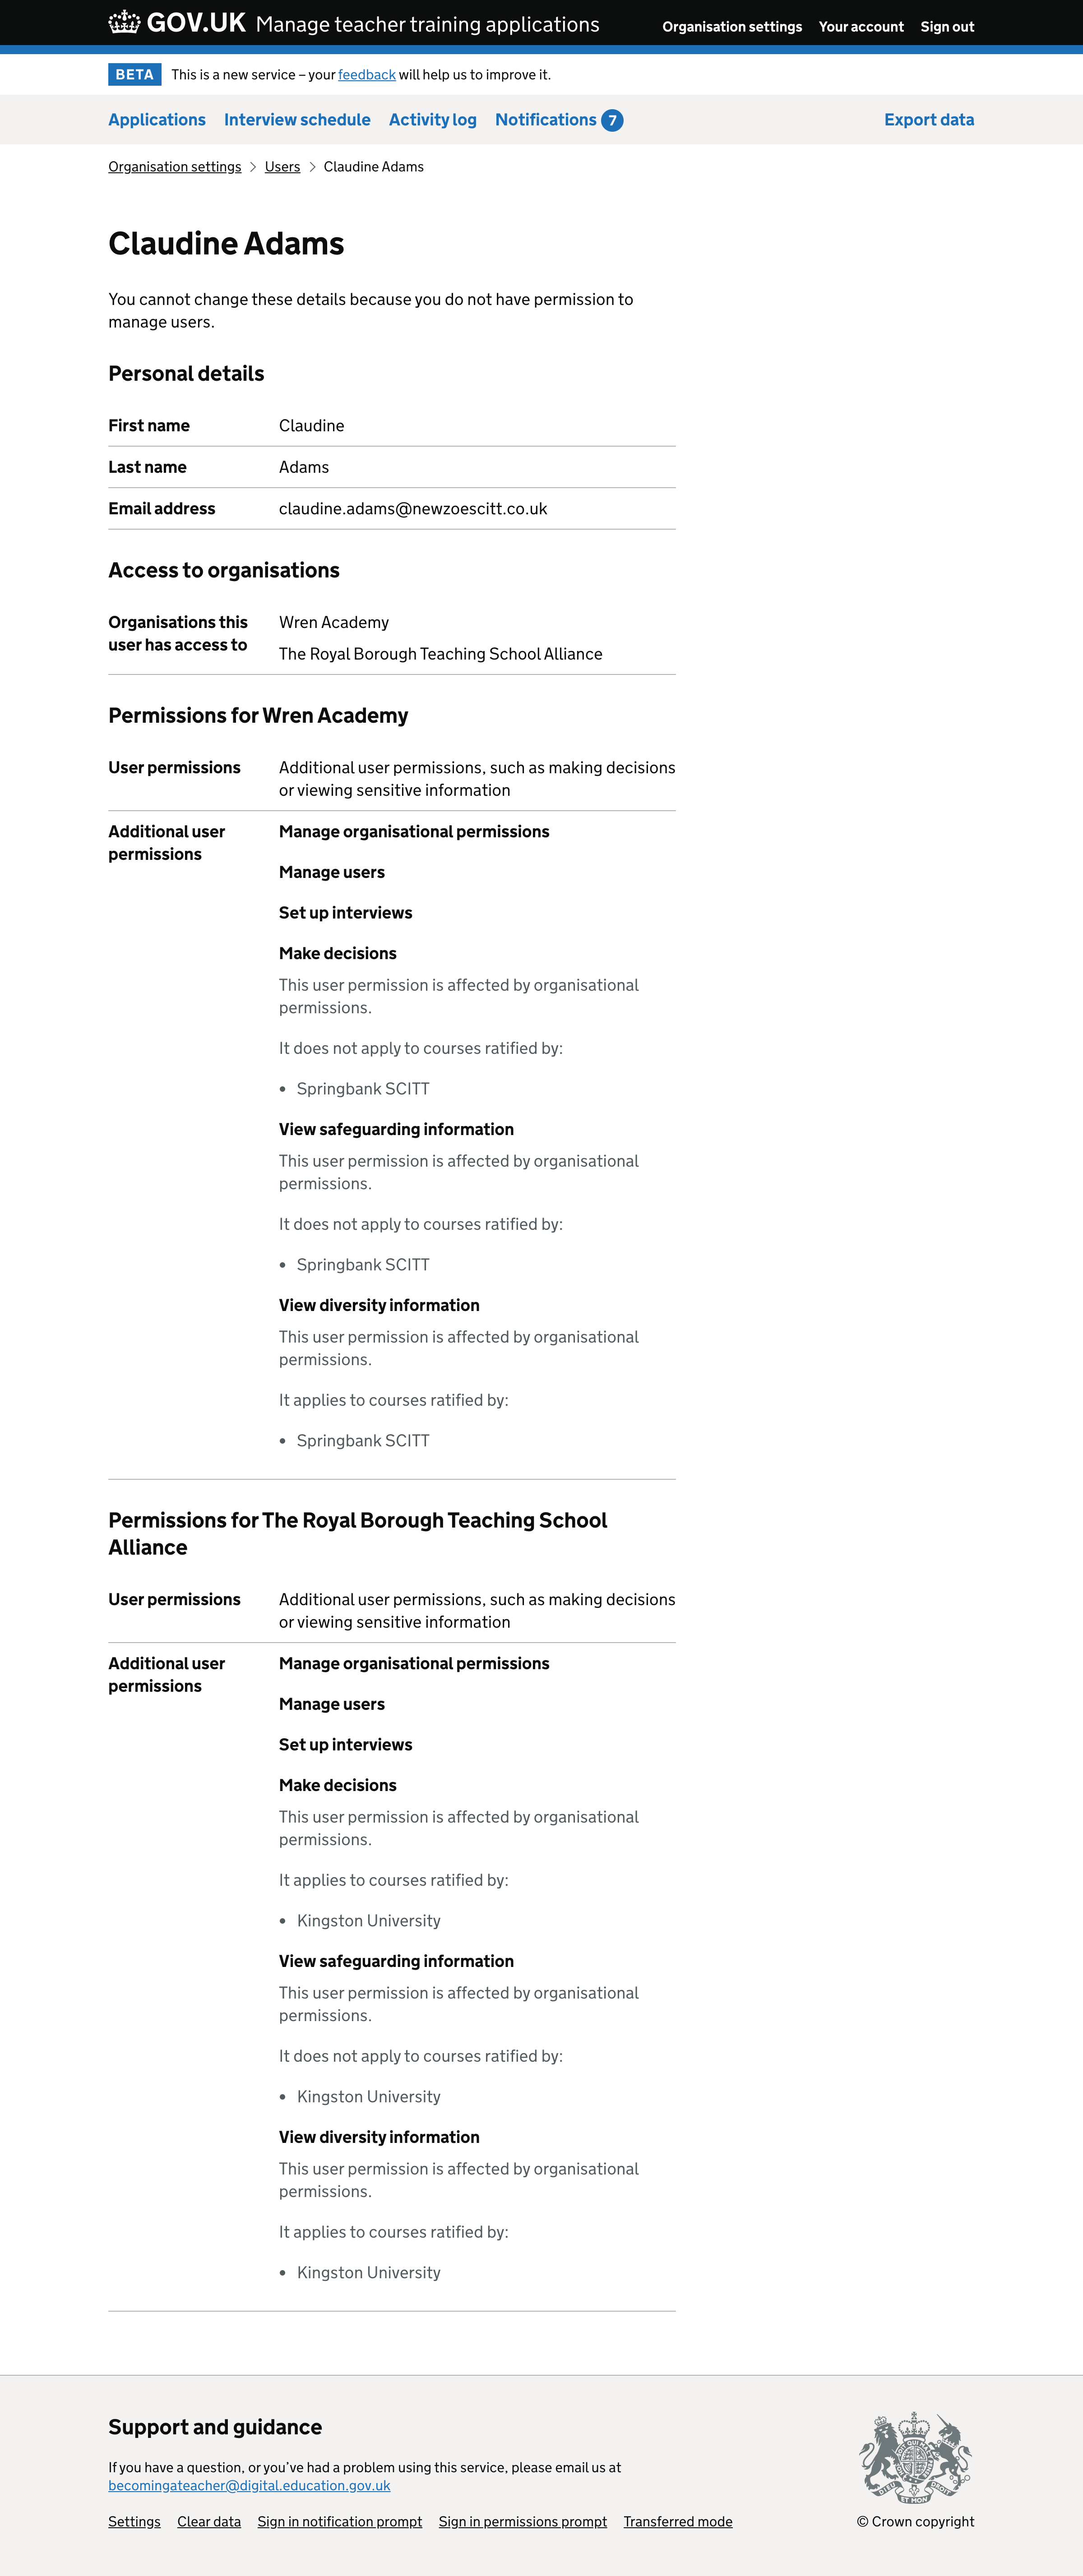 GOV.UK Manage teacher training applications Organisation settings Your account Sign out
BETA This is a new service – your feedback will help us to improve it.
Applications Interview schedule Activity log Notifications 7 Export data
Organisation settings > Users > Claudine Adams
Claudine Adams
You cannot change these details because you do not have permission to
manage users.
Personal details
First name Claudine
Last name Adams
Email address claudine.adams@newzoescitt.co.uk
Access to organisations
Organisations this
user has access to
Wren Academy
The Royal Borough Teaching School Alliance
Permissions for Wren Academy
User permissions
Additional user permissions, such as making decisions
or viewing sensitive information
Additional user
permissions
Manage organisational permissions
Manage users
Set up interviews
Make decisions
This user permission is affected by organisational
permissions.
It does not apply to courses ratified by:
• Springbank SCITT
View safeguarding information
This user permission is affected by organisational
permissions.
It does not apply to courses ratified by:
• Springbank SCITT
View diversity information
This user permission is affected by organisational
permissions.
It applies to courses ratified by:
• Springbank SCITT
Permissions for The Royal Borough Teaching School
Alliance
User permissions
Additional user permissions, such as making decisions
or viewing sensitive information
Additional user
permissions
Manage organisational permissions
Manage users
Set up interviews
Make decisions
This user permission is affected by organisational
permissions.
It applies to courses ratified by:
• Kingston University
View safeguarding information
This user permission is affected by organisational
permissions.
It does not apply to courses ratified by:
• Kingston University
View diversity information
This user permission is affected by organisational
permissions.
It applies to courses ratified by:
• Kingston University
Support and guidance
If you have a question, or you’ve had a problem using this service, please email us at
becomingateacher@digital.education.gov.uk
Settings Clear data Sign in notification prompt Sign in permissions prompt Transferred mode
© Crown copyright